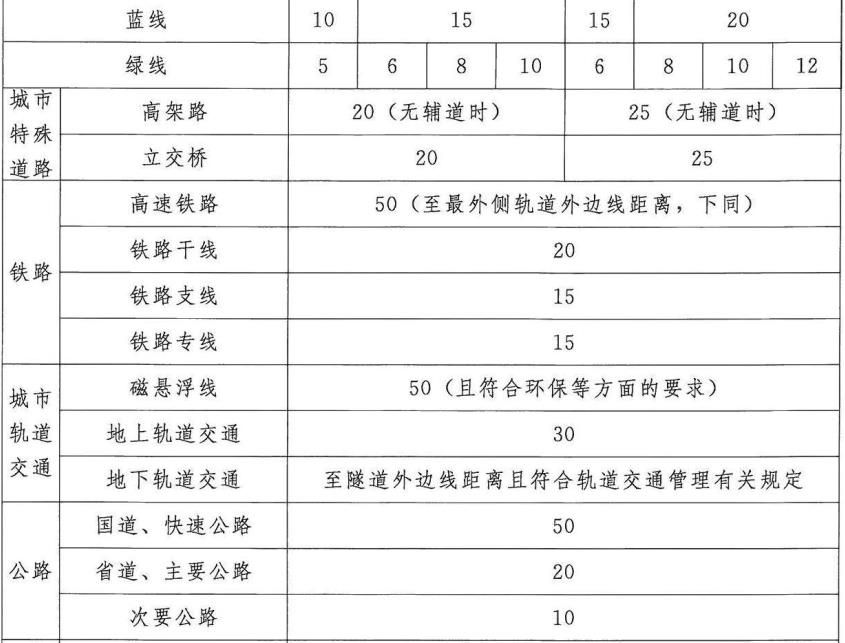 蓝线 10 15 15 20
绿线 5 6 8 10 6 8 10 12
城市特殊道路 高架路 20（无辅道时） 25（无辅道时）
立交桥 20 25
铁路 高速铁路 50（至最外侧轨道外边线距离，下同）
铁路干线 20
铁路支线 15
铁路专线 15
城市轨道交通 磁悬浮线 50（且符合环保等方面的要求）
地上轨道交通 30
地下轨道交通 至隧道外边线距离且符合轨道交通管理有关规定
公路 国道、快速公路 50
省道、主要公路 20
次要公路 10